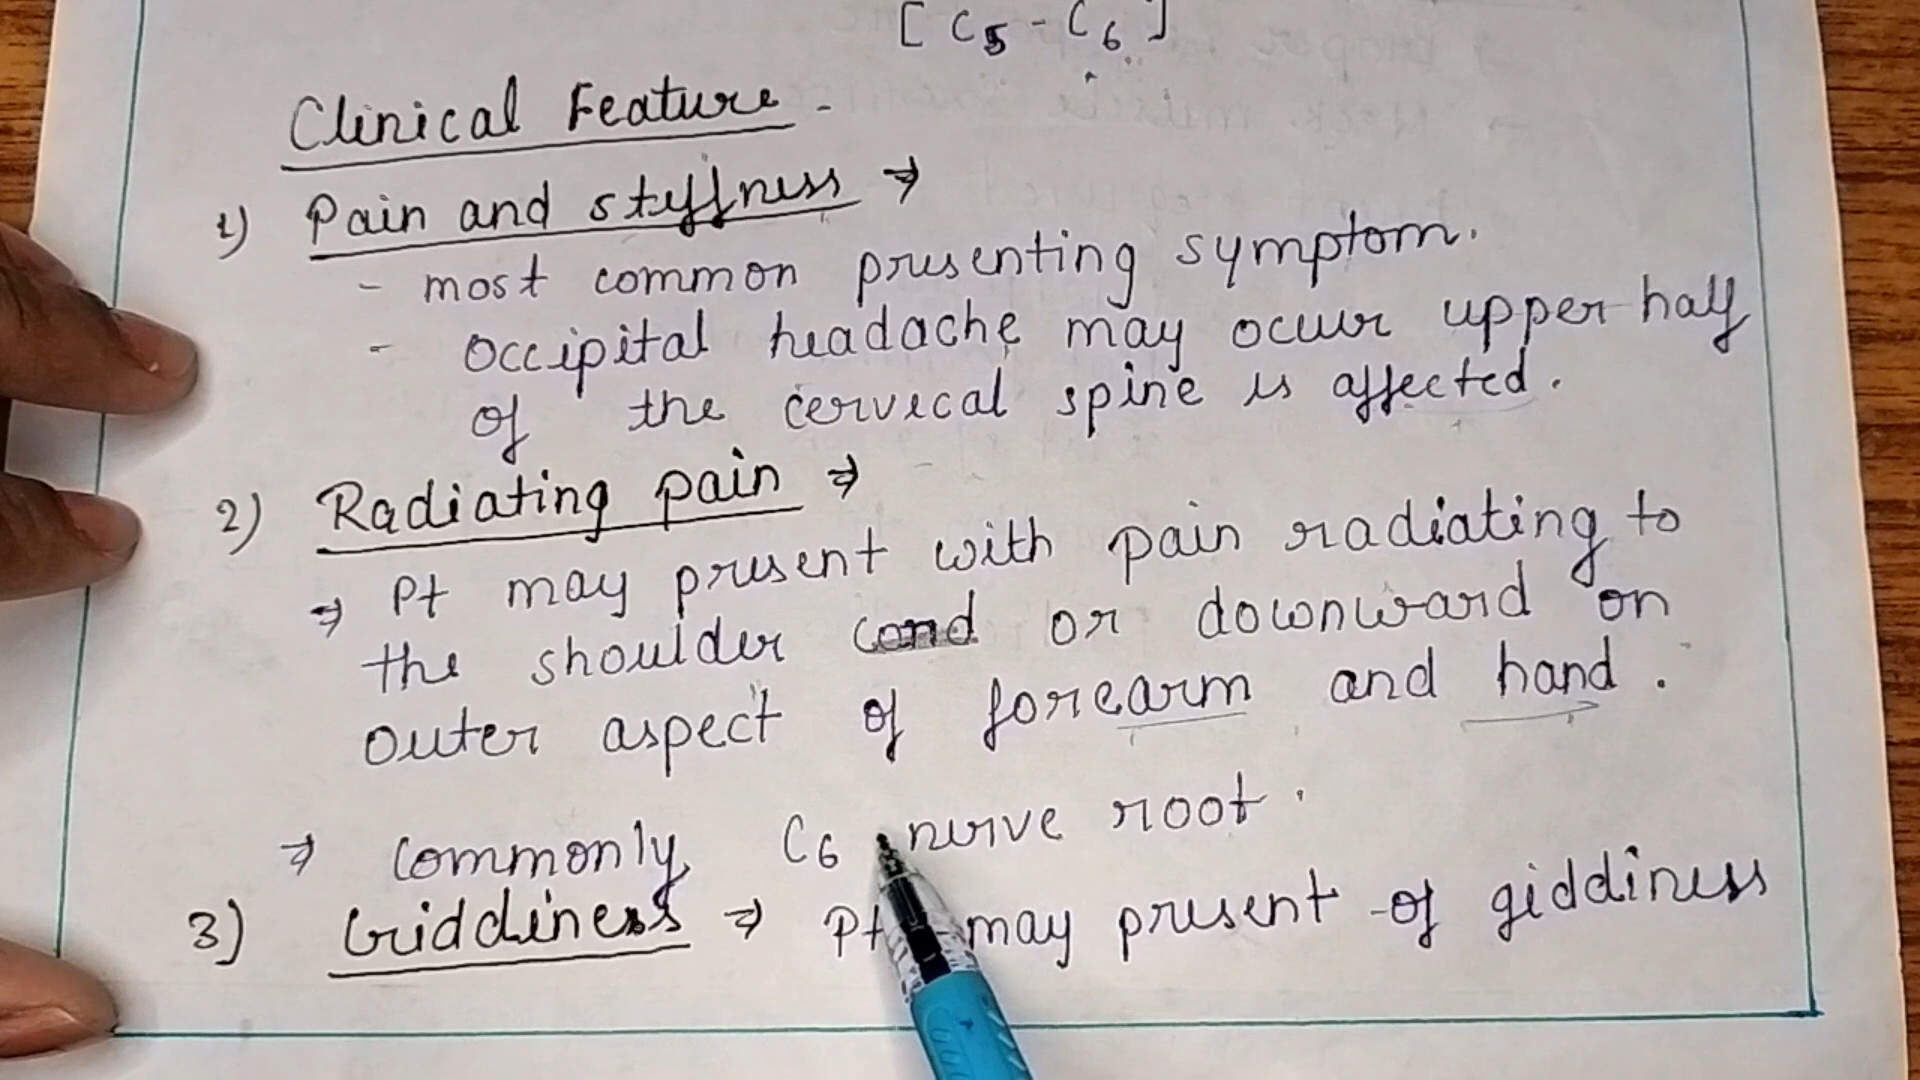 [C5 - C6]
Clinical Feature -
1) Pain and stiffness ⇒
- most common presenting symptom.
- Occipital headache may occur upper half
of the cervical spine is affected.
2) Radiating pain ⇒
⇒ Pt may present with pain radiating to
the shoulder and or downward on
outer aspect of forearm and hand.
⇒ Commonly C6 nerve root.
3) Giddiness ⇒ Pt may present of giddiness